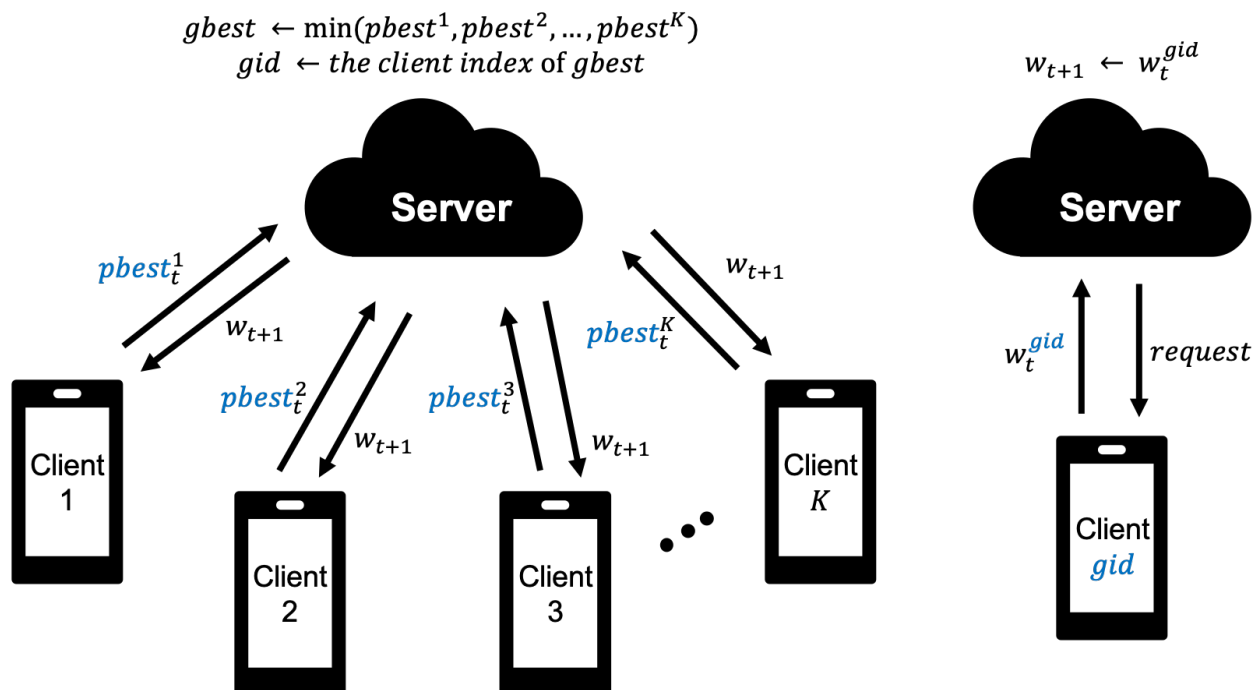 gbest ← min(pbest¹, pbest², …, pbestᴷ)
gid ← the client index of gbest
Server
pbest_t^1
w_{t+1}
pbest_t^2
w_{t+1}
pbest_t^3
w_{t+1}
pbest_t^K
w_{t+1}
Client
1
Client
2
Client
3
Client
K
w_{t+1} ← w_t^{gid}
Server
w_t^{gid}
request
Client
gid